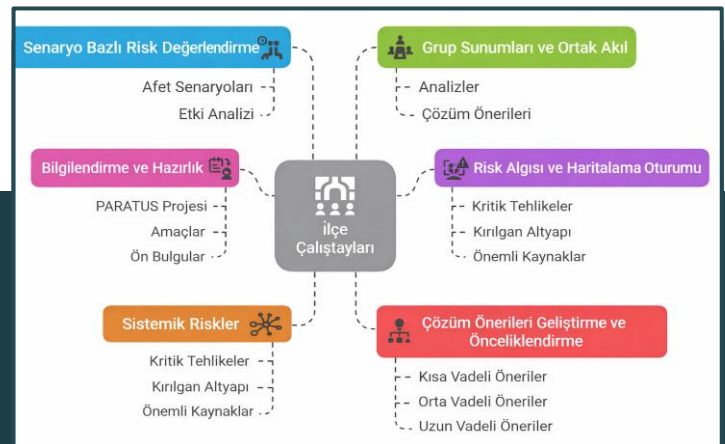 Senaryo Bazlı Risk Değerlendirme
Afet Senaryoları
Etki Analizi
Bilgilendirme ve Hazırlık
PARATUS Projesi
Amaçlar
Ön Bulgular
Sistemik Riskler
Kritik Tehlikeler
Kırılgan Altyapı
Önemli Kaynaklar
İlçe
Çalıştayları
Grup Sunumları ve Ortak Akıl
Analizler
Çözüm Önerileri
Risk Algısı ve Haritalama Oturumu
Kritik Tehlikeler
Kırılgan Altyapı
Önemli Kaynaklar
Çözüm Önerileri Geliştirme ve
Önceliklendirme
Kısa Vadeli Öneriler
Orta Vadeli Öneriler
Uzun Vadeli Öneriler